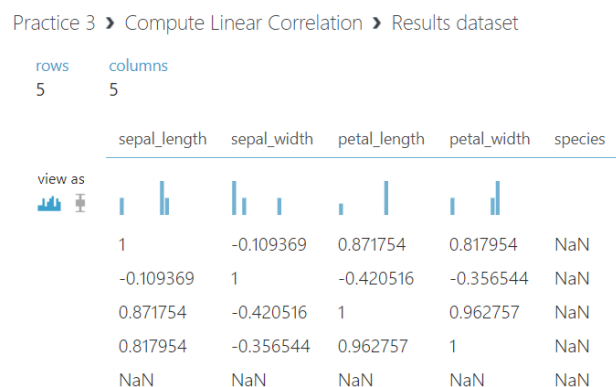 Practice 3 ❯ Compute Linear Correlation ❯ Results dataset
rows columns
5 5
sepal_length sepal_width petal_length petal_width species
view as
1 -0.109369 0.871754 0.817954 NaN
-0.109369 1 -0.420516 -0.356544 NaN
0.871754 -0.420516 1 0.962757 NaN
0.817954 -0.356544 0.962757 1 NaN
NaN NaN NaN NaN NaN